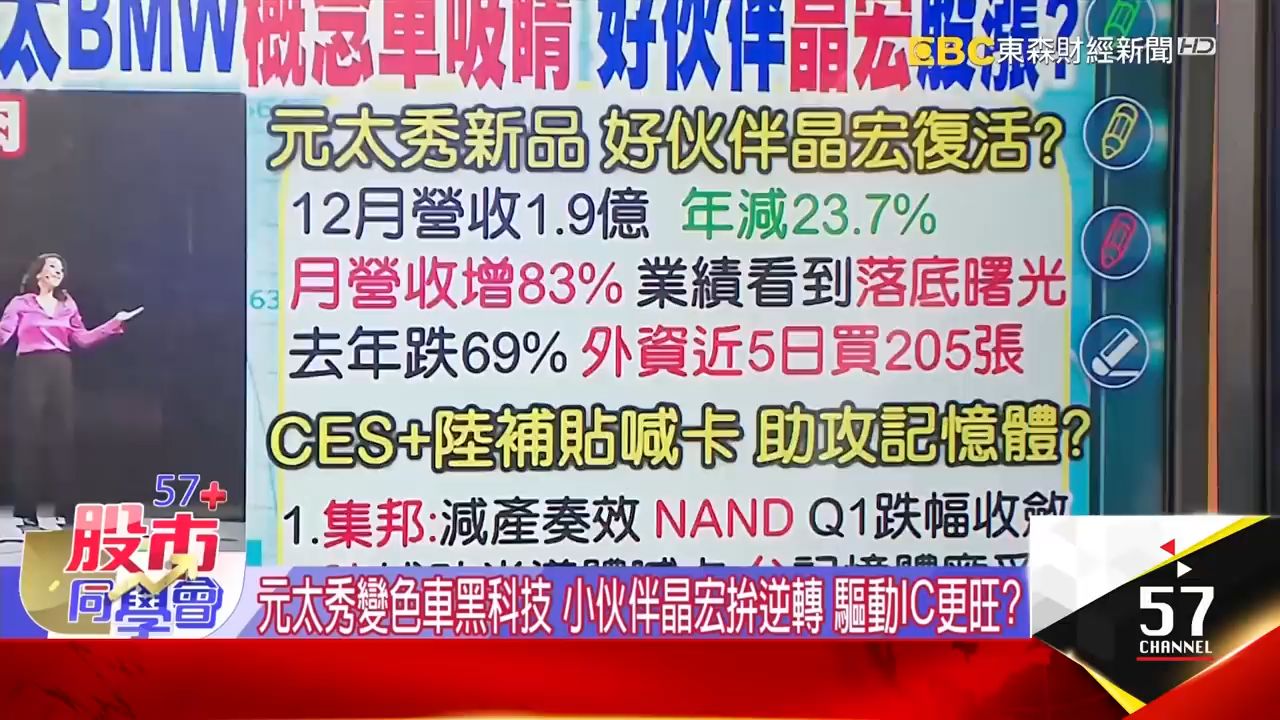 太BMW概念車吸睛 好伙伴晶宏股漲?
EBC東森財經新聞HD
元太秀新品 好伙伴晶宏復活?
12月營收1.9億 年減23.7%
63
月營收增83% 業績看到落底曙光
去年跌69% 外資近5日買205張
CES+陸補貼喊卡 助攻記憶體?
1.集邦:減產奏效 NAND Q1跌幅收斂
57+
股市
同學會
元太秀變色車黑科技 小伙伴晶宏拚逆轉 驅動IC更旺?
57
CHANNEL